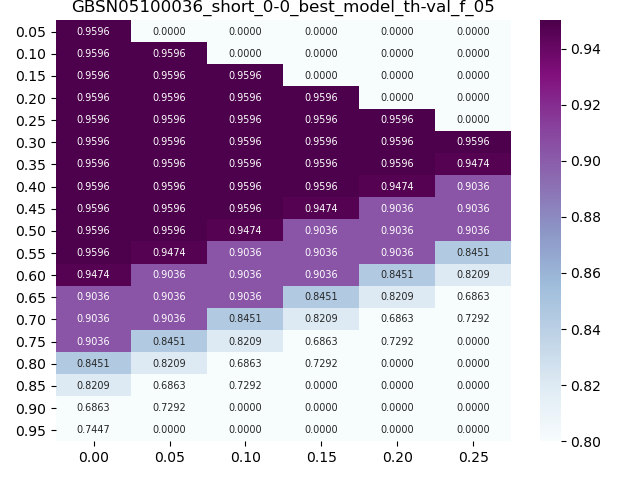 GBSN05100036_short_0-0_best_model_th-val_f_05
0.05 0.9596 0.0000 0.0000 0.0000 0.0000 0.0000
0.10 0.9596 0.9596 0.0000 0.0000 0.0000 0.0000
0.15 0.9596 0.9596 0.9596 0.0000 0.0000 0.0000
0.20 0.9596 0.9596 0.9596 0.9596 0.0000 0.0000
0.25 0.9596 0.9596 0.9596 0.9596 0.9596 0.0000
0.30 0.9596 0.9596 0.9596 0.9596 0.9596 0.9596
0.35 0.9596 0.9596 0.9596 0.9596 0.9596 0.9474
0.40 0.9596 0.9596 0.9596 0.9596 0.9474 0.9036
0.45 0.9596 0.9596 0.9596 0.9474 0.9036 0.9036
0.50 0.9596 0.9596 0.9474 0.9036 0.9036 0.9036
0.55 0.9596 0.9474 0.9036 0.9036 0.9036 0.8451
0.60 0.9474 0.9036 0.9036 0.9036 0.8451 0.8209
0.65 0.9036 0.9036 0.9036 0.8451 0.8209 0.6863
0.70 0.9036 0.9036 0.8451 0.8209 0.6863 0.7292
0.75 0.9036 0.8451 0.8209 0.6863 0.7292 0.0000
0.80 0.8451 0.8209 0.6863 0.7292 0.0000 0.0000
0.85 0.8209 0.6863 0.7292 0.0000 0.0000 0.0000
0.90 0.6863 0.7292 0.0000 0.0000 0.0000 0.0000
0.95 0.7447 0.0000 0.0000 0.0000 0.0000 0.0000
0.00 0.05 0.10 0.15 0.20 0.25
0.94
0.92
0.90
0.88
0.86
0.84
0.82
0.80